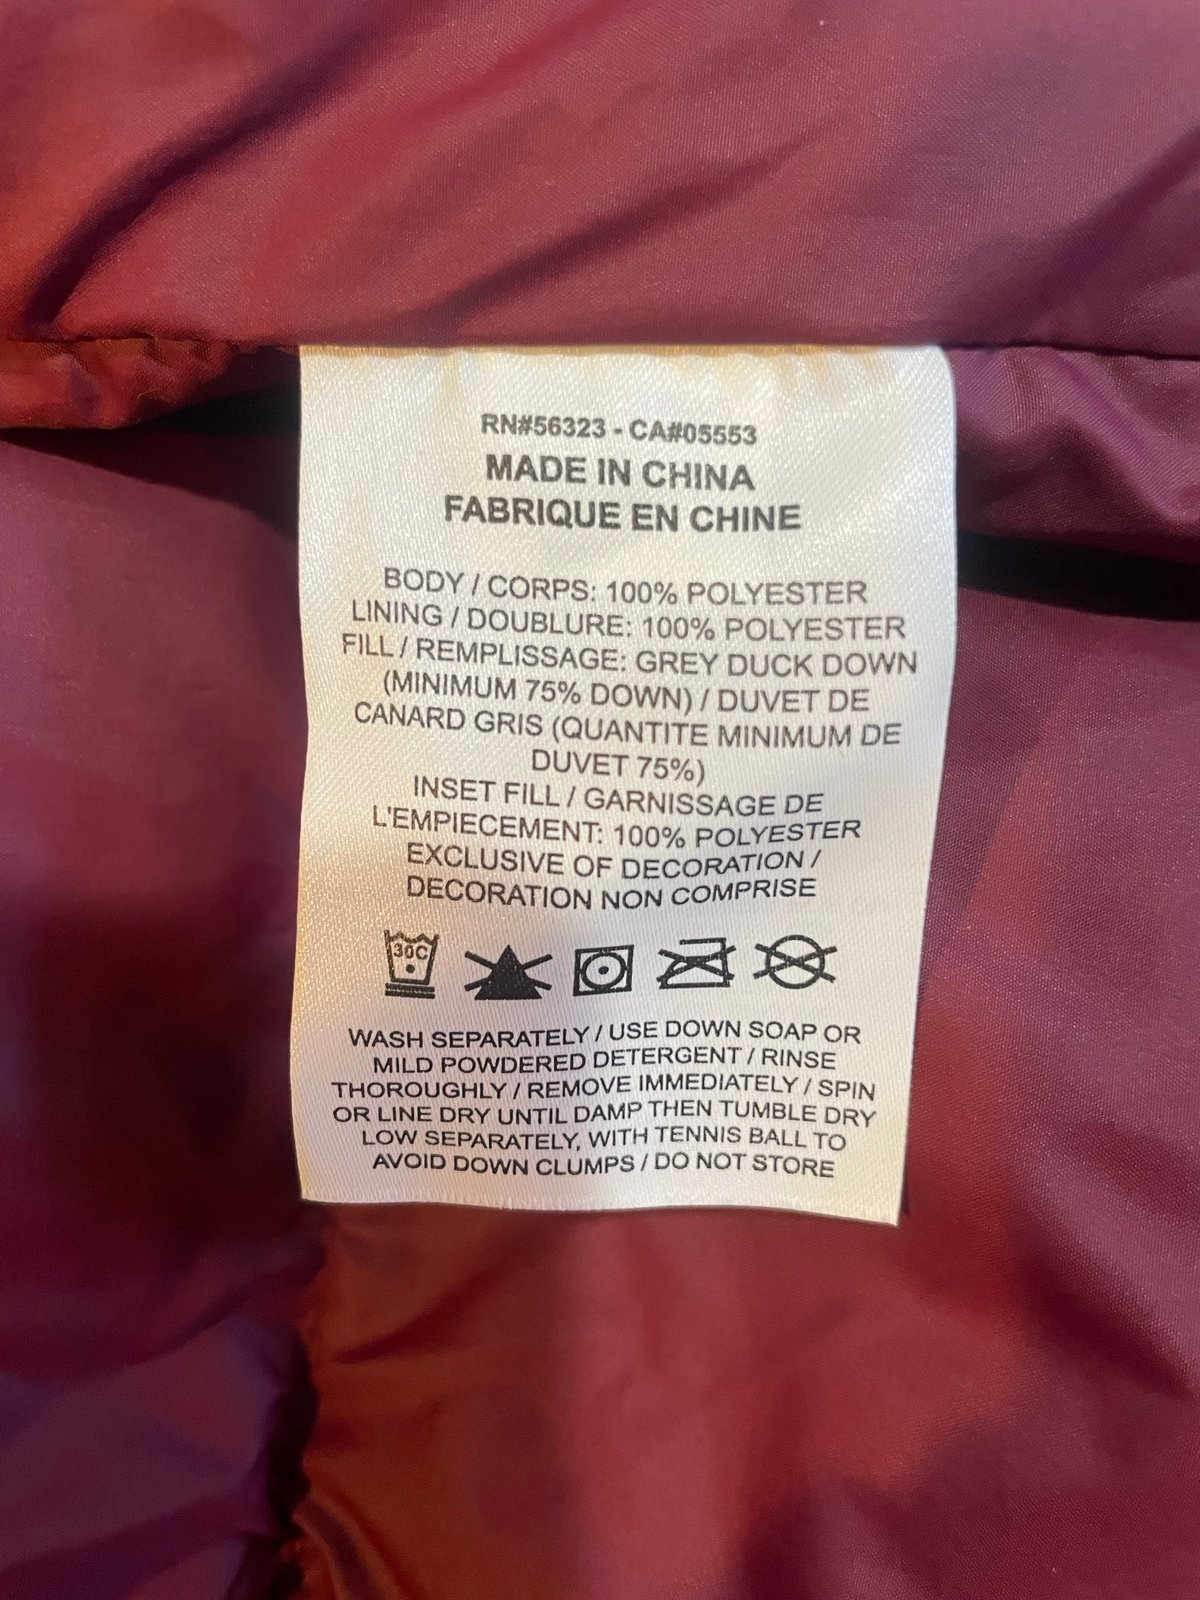 RN#56323 - CA#05553
MADE IN CHINA
FABRIQUE EN CHINE
BODY / CORPS: 100% POLYESTER
LINING / DOUBLURE: 100% POLYESTER
FILL / REMPLISSAGE: GREY DUCK DOWN
(MINIMUM 75% DOWN) / DUVET DE
CANARD GRIS (QUANTITE MINIMUM DE
DUVET 75%)
INSET FILL / GARNISSAGE DE
L'EMPIECEMENT: 100% POLYESTER
EXCLUSIVE OF DECORATION /
DECORATION NON COMPRISE
30C
WASH SEPARATELY / USE DOWN SOAP OR
MILD POWDERED DETERGENT / RINSE
THOROUGHLY / REMOVE IMMEDIATELY / SPIN
OR LINE DRY UNTIL DAMP THEN TUMBLE DRY
LOW SEPARATELY, WITH TENNIS BALL TO
AVOID DOWN CLUMPS / DO NOT STORE